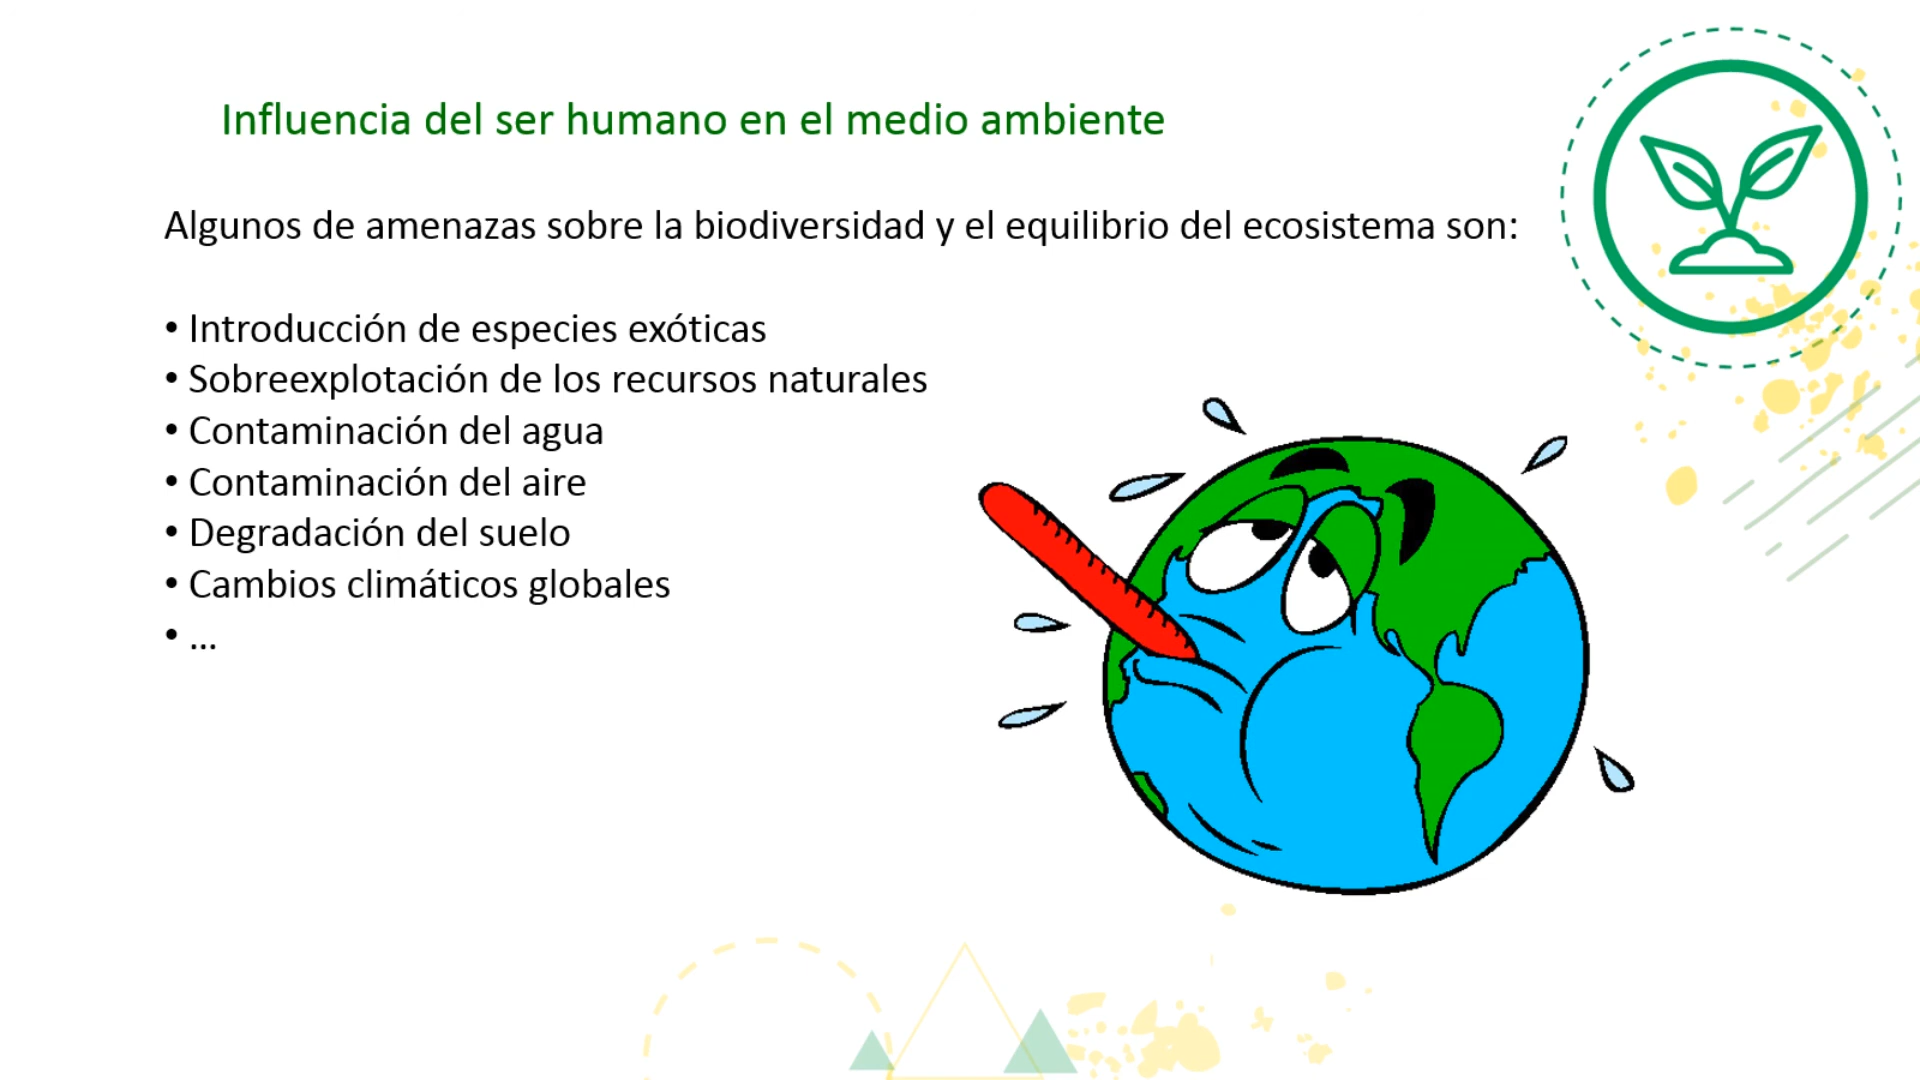 Influencia del ser humano en el medio ambiente
Algunos de amenazas sobre la biodiversidad y el equilibrio del ecosistema son:
• Introducción de especies exóticas
• Sobreexplotación de los recursos naturales
• Contaminación del agua
• Contaminación del aire
• Degradación del suelo
• Cambios climáticos globales
• ...